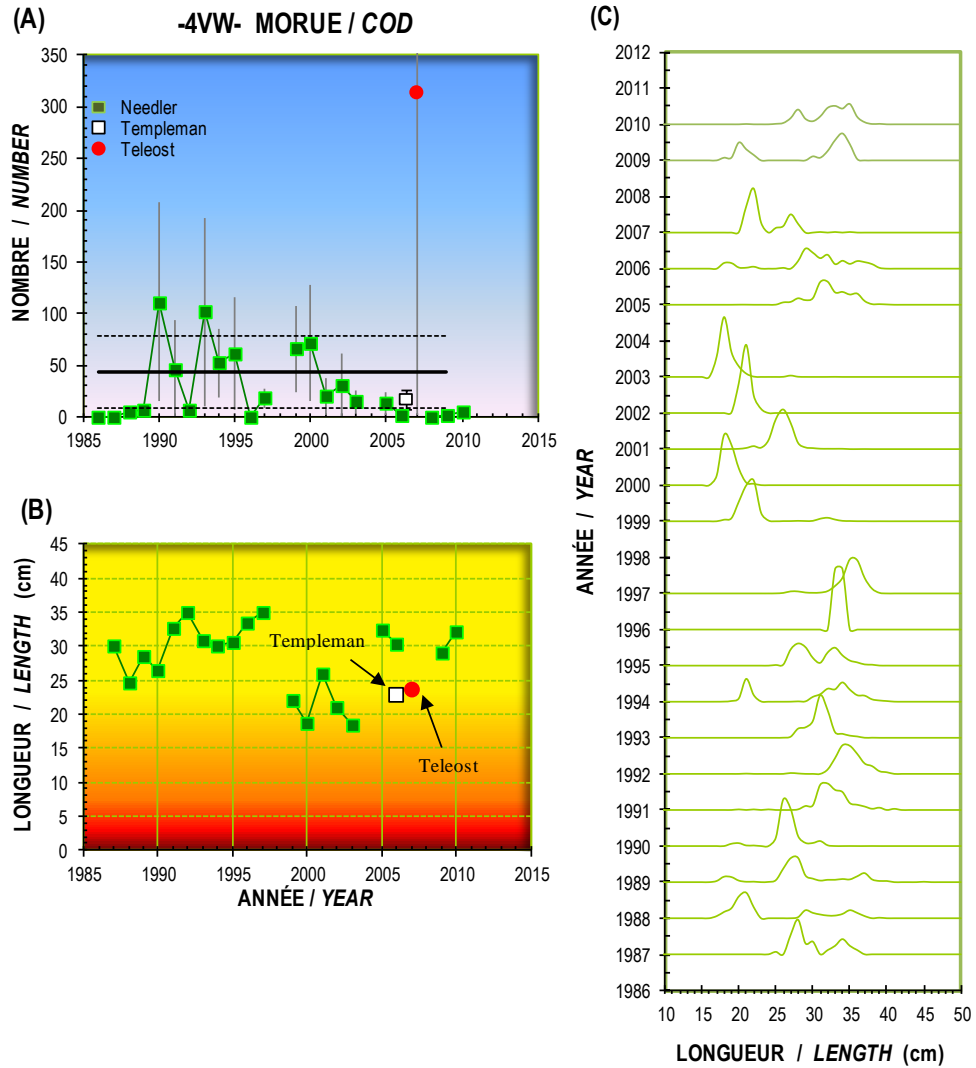 (A)
-4VW- MORUE / COD
NOMBRE / NUMBER
350
300
250
200
150
100
50
0
Needler
Templeman
Teleost
1985 1990 1995 2000 2005 2010 2015
(B)
LONGUEUR / LENGTH (cm)
45
40
35
30
25
20
15
10
5
0
Templeman
Teleost
1985 1990 1995 2000 2005 2010 2015
ANNÉE / YEAR
(C)
ANNÉE / YEAR
2012
2010
2009
2008
2007
2006
2005
2004
2003
2002
2001
2000
1999
1998
1997
1996
1995
1994
1993
1992
1991
1990
1989
1988
1987
1986
10 15 20 25 30 35 40 45 50
LONGUEUR / LENGTH (cm)